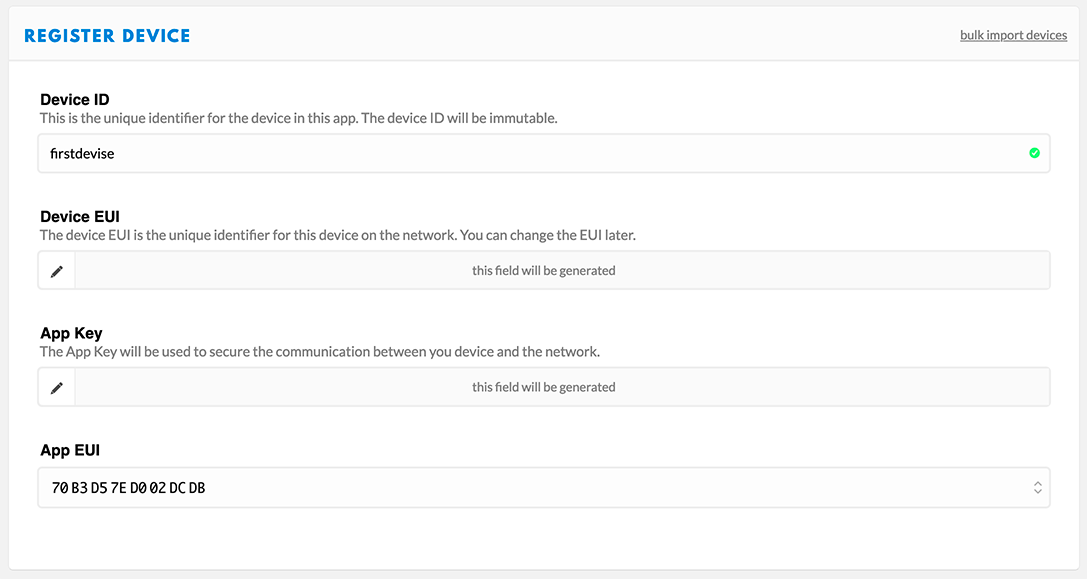 REGISTER DEVICE
bulk import devices
Device ID
This is the unique identifier for the device in this app. The device ID will be immutable.
firstdevise
Device EUI
The device EUI is the unique identifier for this device on the network. You can change the EUI later.
this field will be generated
App Key
The App Key will be used to secure the communication between you device and the network.
this field will be generated
App EUI
70 B3 D5 7E D0 02 DC DB